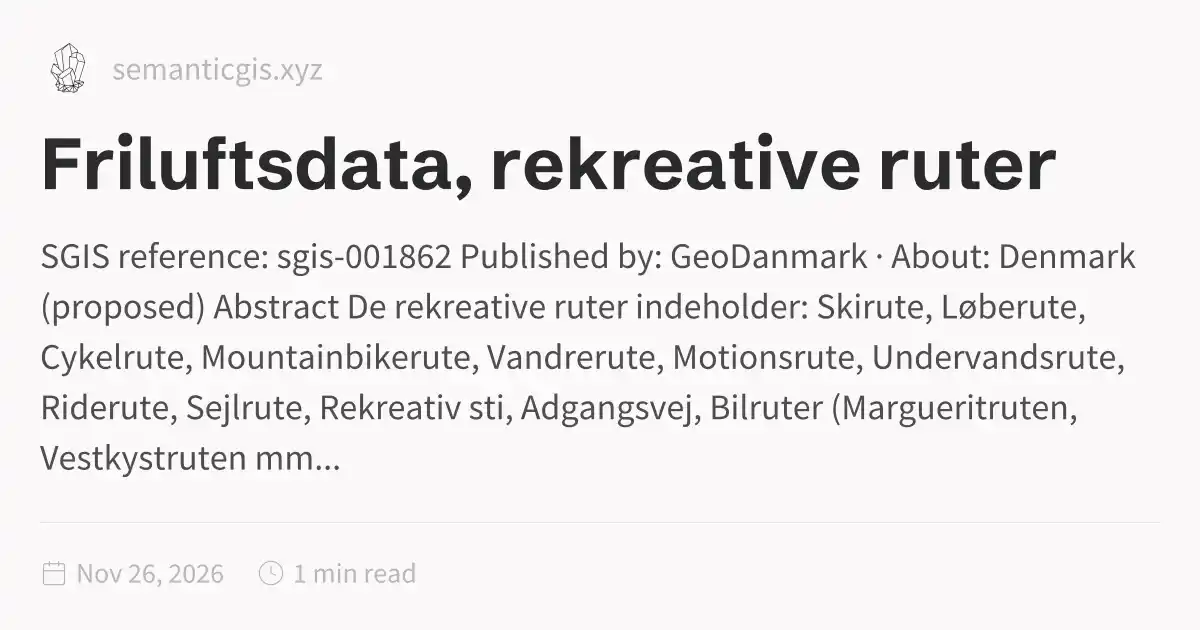 semanticgis.xyz
Friluftsdata, rekreative ruter
SGIS reference: sgis-001862 Published by: GeoDanmark · About: Denmark
(proposed) Abstract De rekreative ruter indeholder: Skirute, Løberute,
Cykelrute, Mountainbikerute, Vandrerute, Motionsrute, Undervandsrute,
Riderute, Sejlrute, Rekreativ sti, Adgangsvej, Bilruter (Margueritruten,
Vestkystruten mm...
Nov 26, 2026 1 min read